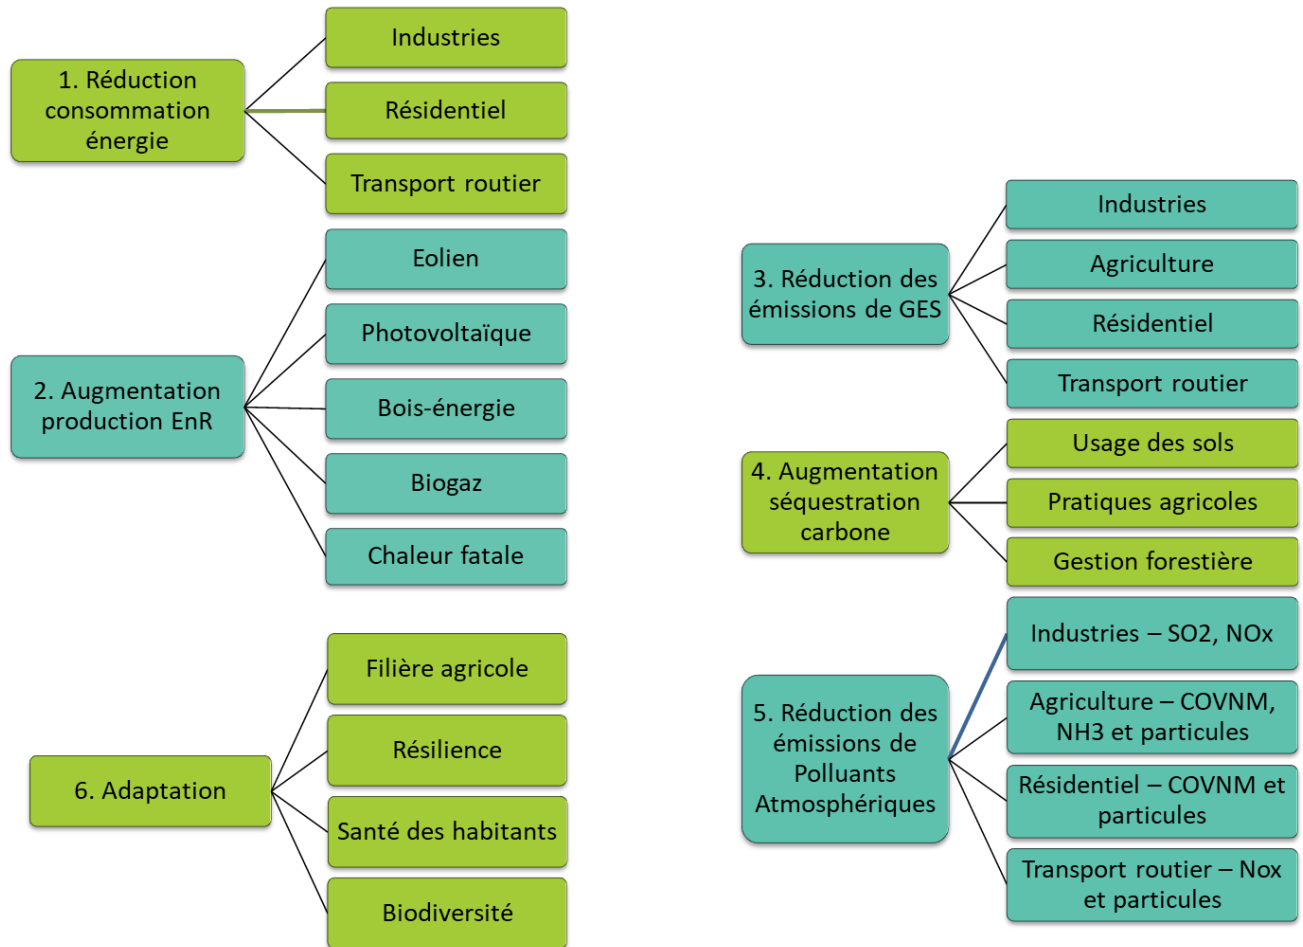 1. Réduction
consommation
énergie
Industries
Résidentiel
Transport routier
2. Augmentation
production EnR
Eolien
Photovoltaïque
Bois-énergie
Biogaz
Chaleur fatale
6. Adaptation
Filière agricole
Résilience
Santé des habitants
Biodiversité
3. Réduction des
émissions de GES
Industries
Agriculture
Résidentiel
Transport routier
4. Augmentation
séquestration
carbone
Usage des sols
Pratiques agricoles
Gestion forestière
5. Réduction des
émissions de
Polluants
Atmosphériques
Industries – SO2, NOx
Agriculture – COVNM,
NH3 et particules
Résidentiel – COVNM et
particules
Transport routier – Nox
et particules